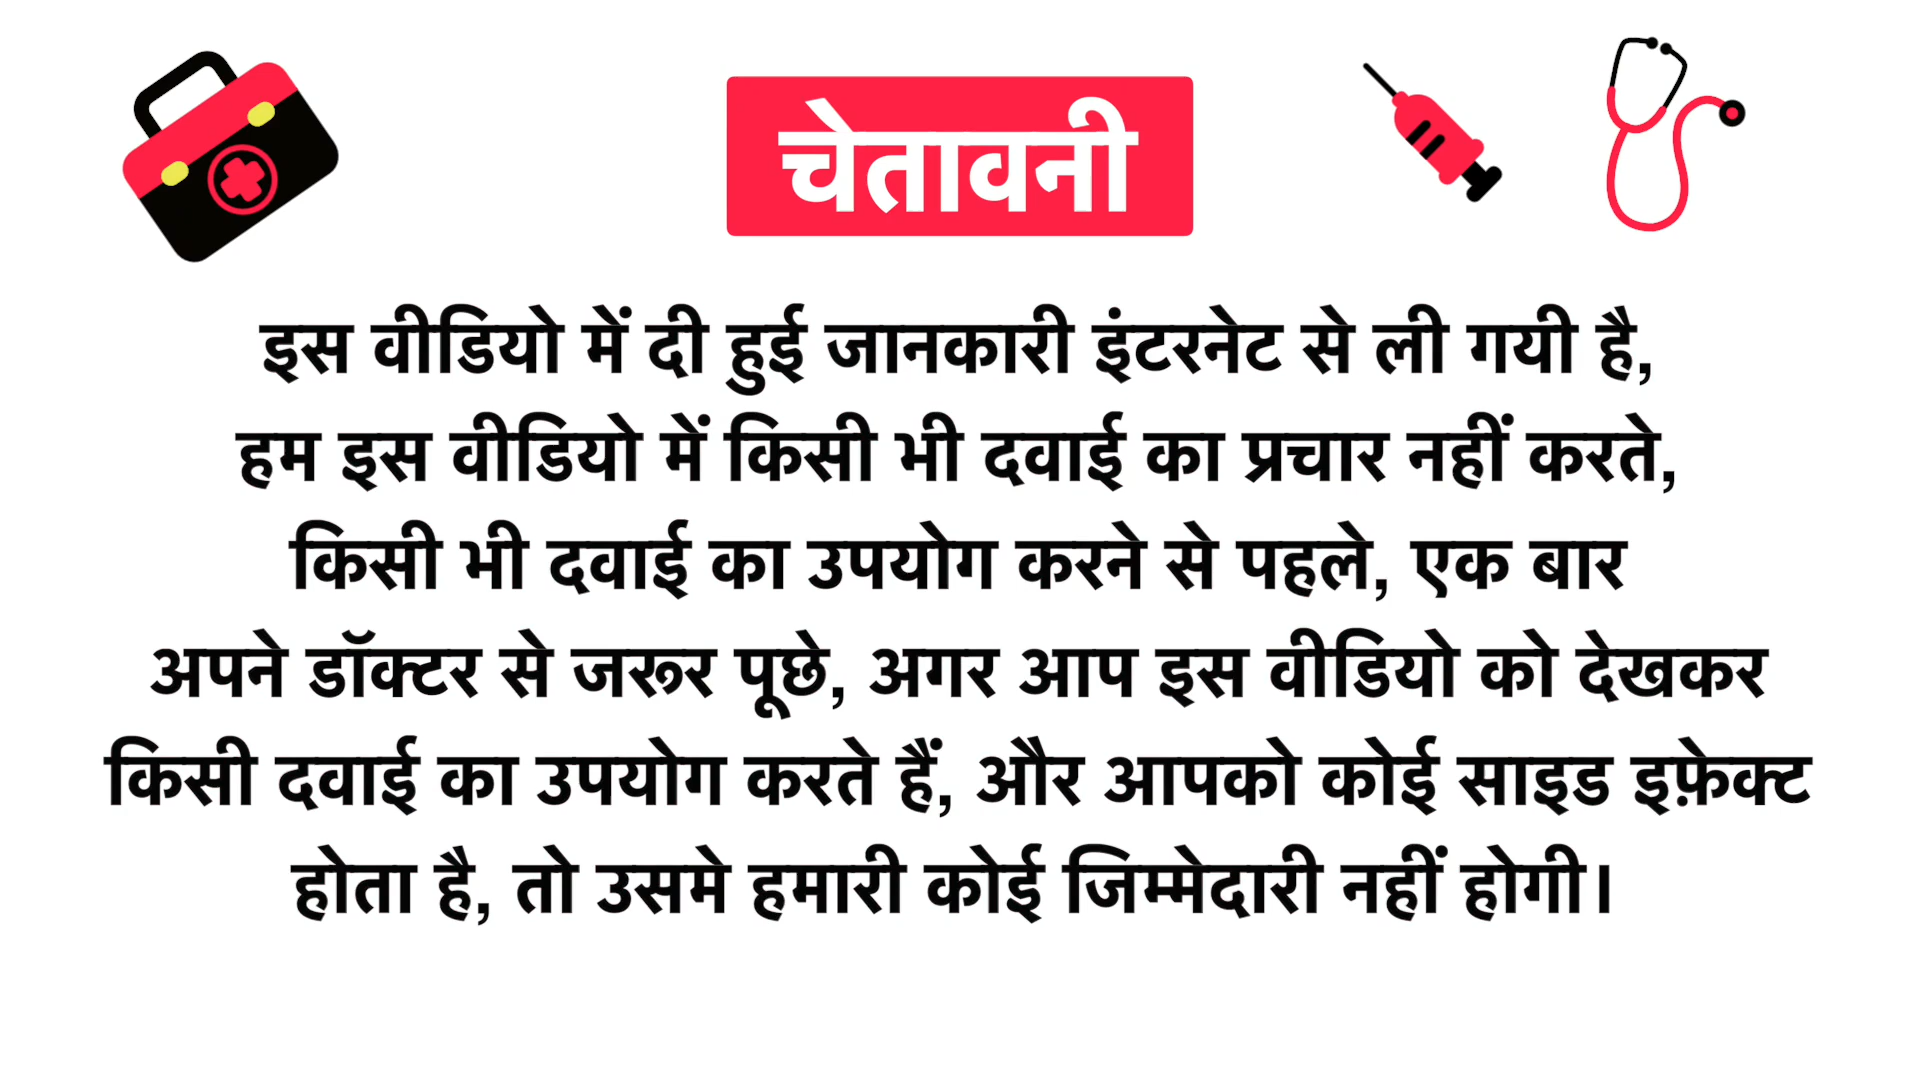 चेतावनी
इस वीडियो में दी हुई जानकारी इंटरनेट से ली गयी है,
हम इस वीडियो में किसी भी दवाई का प्रचार नहीं करते,
किसी भी दवाई का उपयोग करने से पहले, एक बार
अपने डॉक्टर से जरूर पूछे, अगर आप इस वीडियो को देखकर
किसी दवाई का उपयोग करते हैं, और आपको कोई साइड इफ़ेक्ट
होता है, तो उसमे हमारी कोई जिम्मेदारी नहीं होगी।